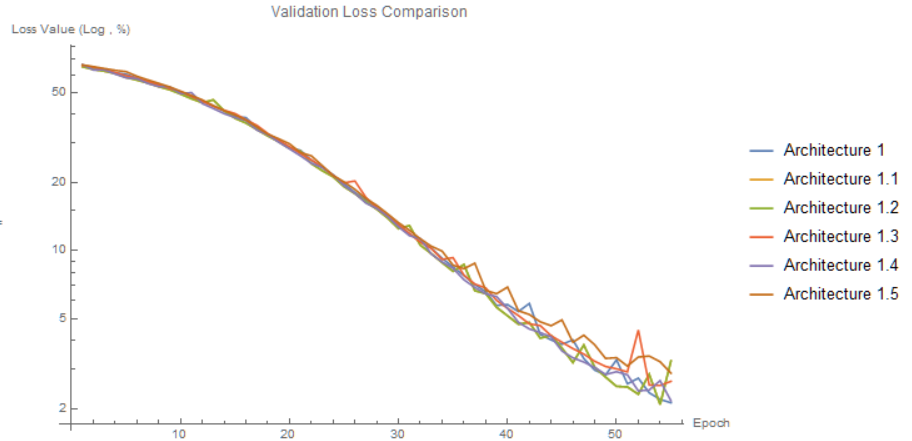 Validation Loss Comparison
Loss Value (Log , %)
50
20
10
5
2
10
20
30
40
50
Epoch
Architecture 1
Architecture 1.1
Architecture 1.2
Architecture 1.3
Architecture 1.4
Architecture 1.5